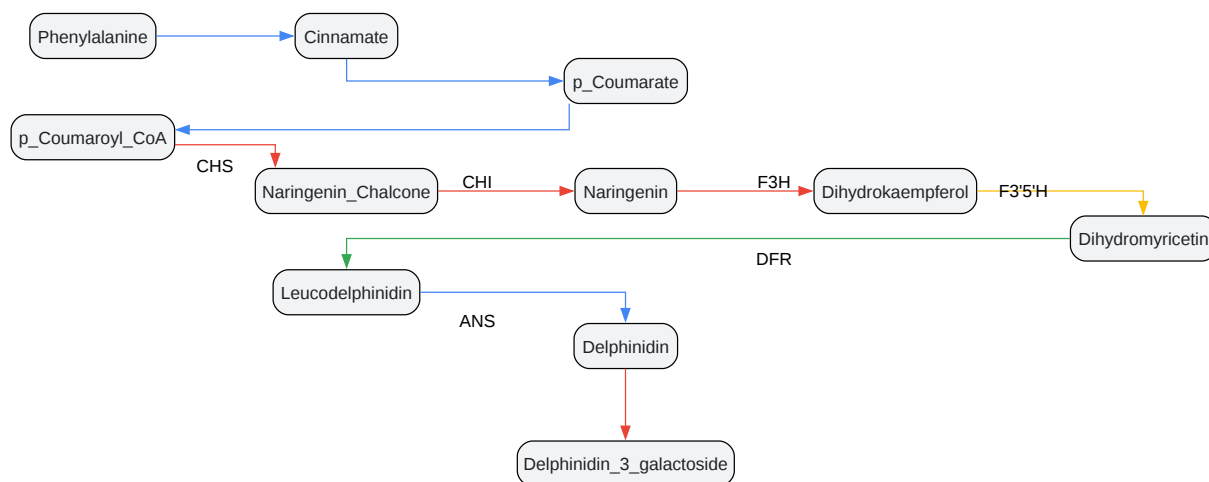 Phenylalanine
Cinnamate
p_Coumarate
p_Coumaroyl_CoA
CHS
Naringenin_Chalcone
CHI
Naringenin
F3H
Dihydrokaempferol
F3'5'H
Dihydromyricetin
DFR
Leucodelphinidin
ANS
Delphinidin
Delphinidin_3_galactoside